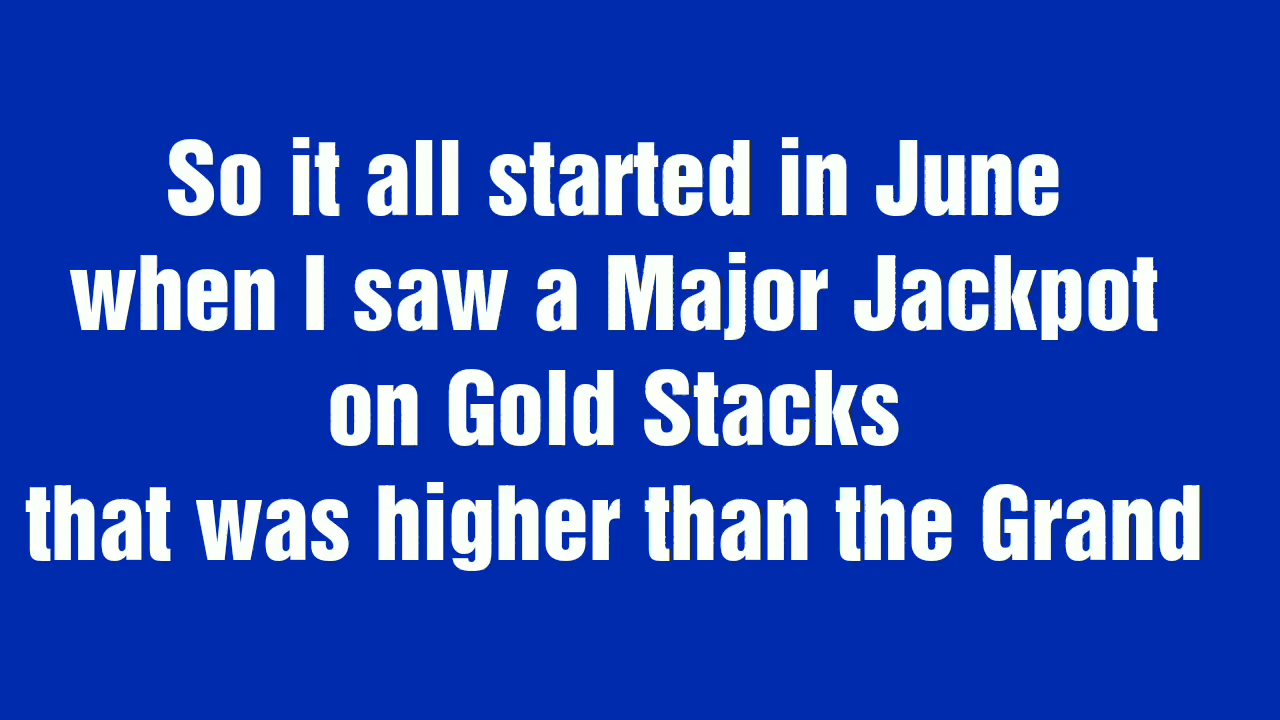 So it all started in June
when I saw a Major Jackpot
on Gold Stacks
that was higher than the Grand